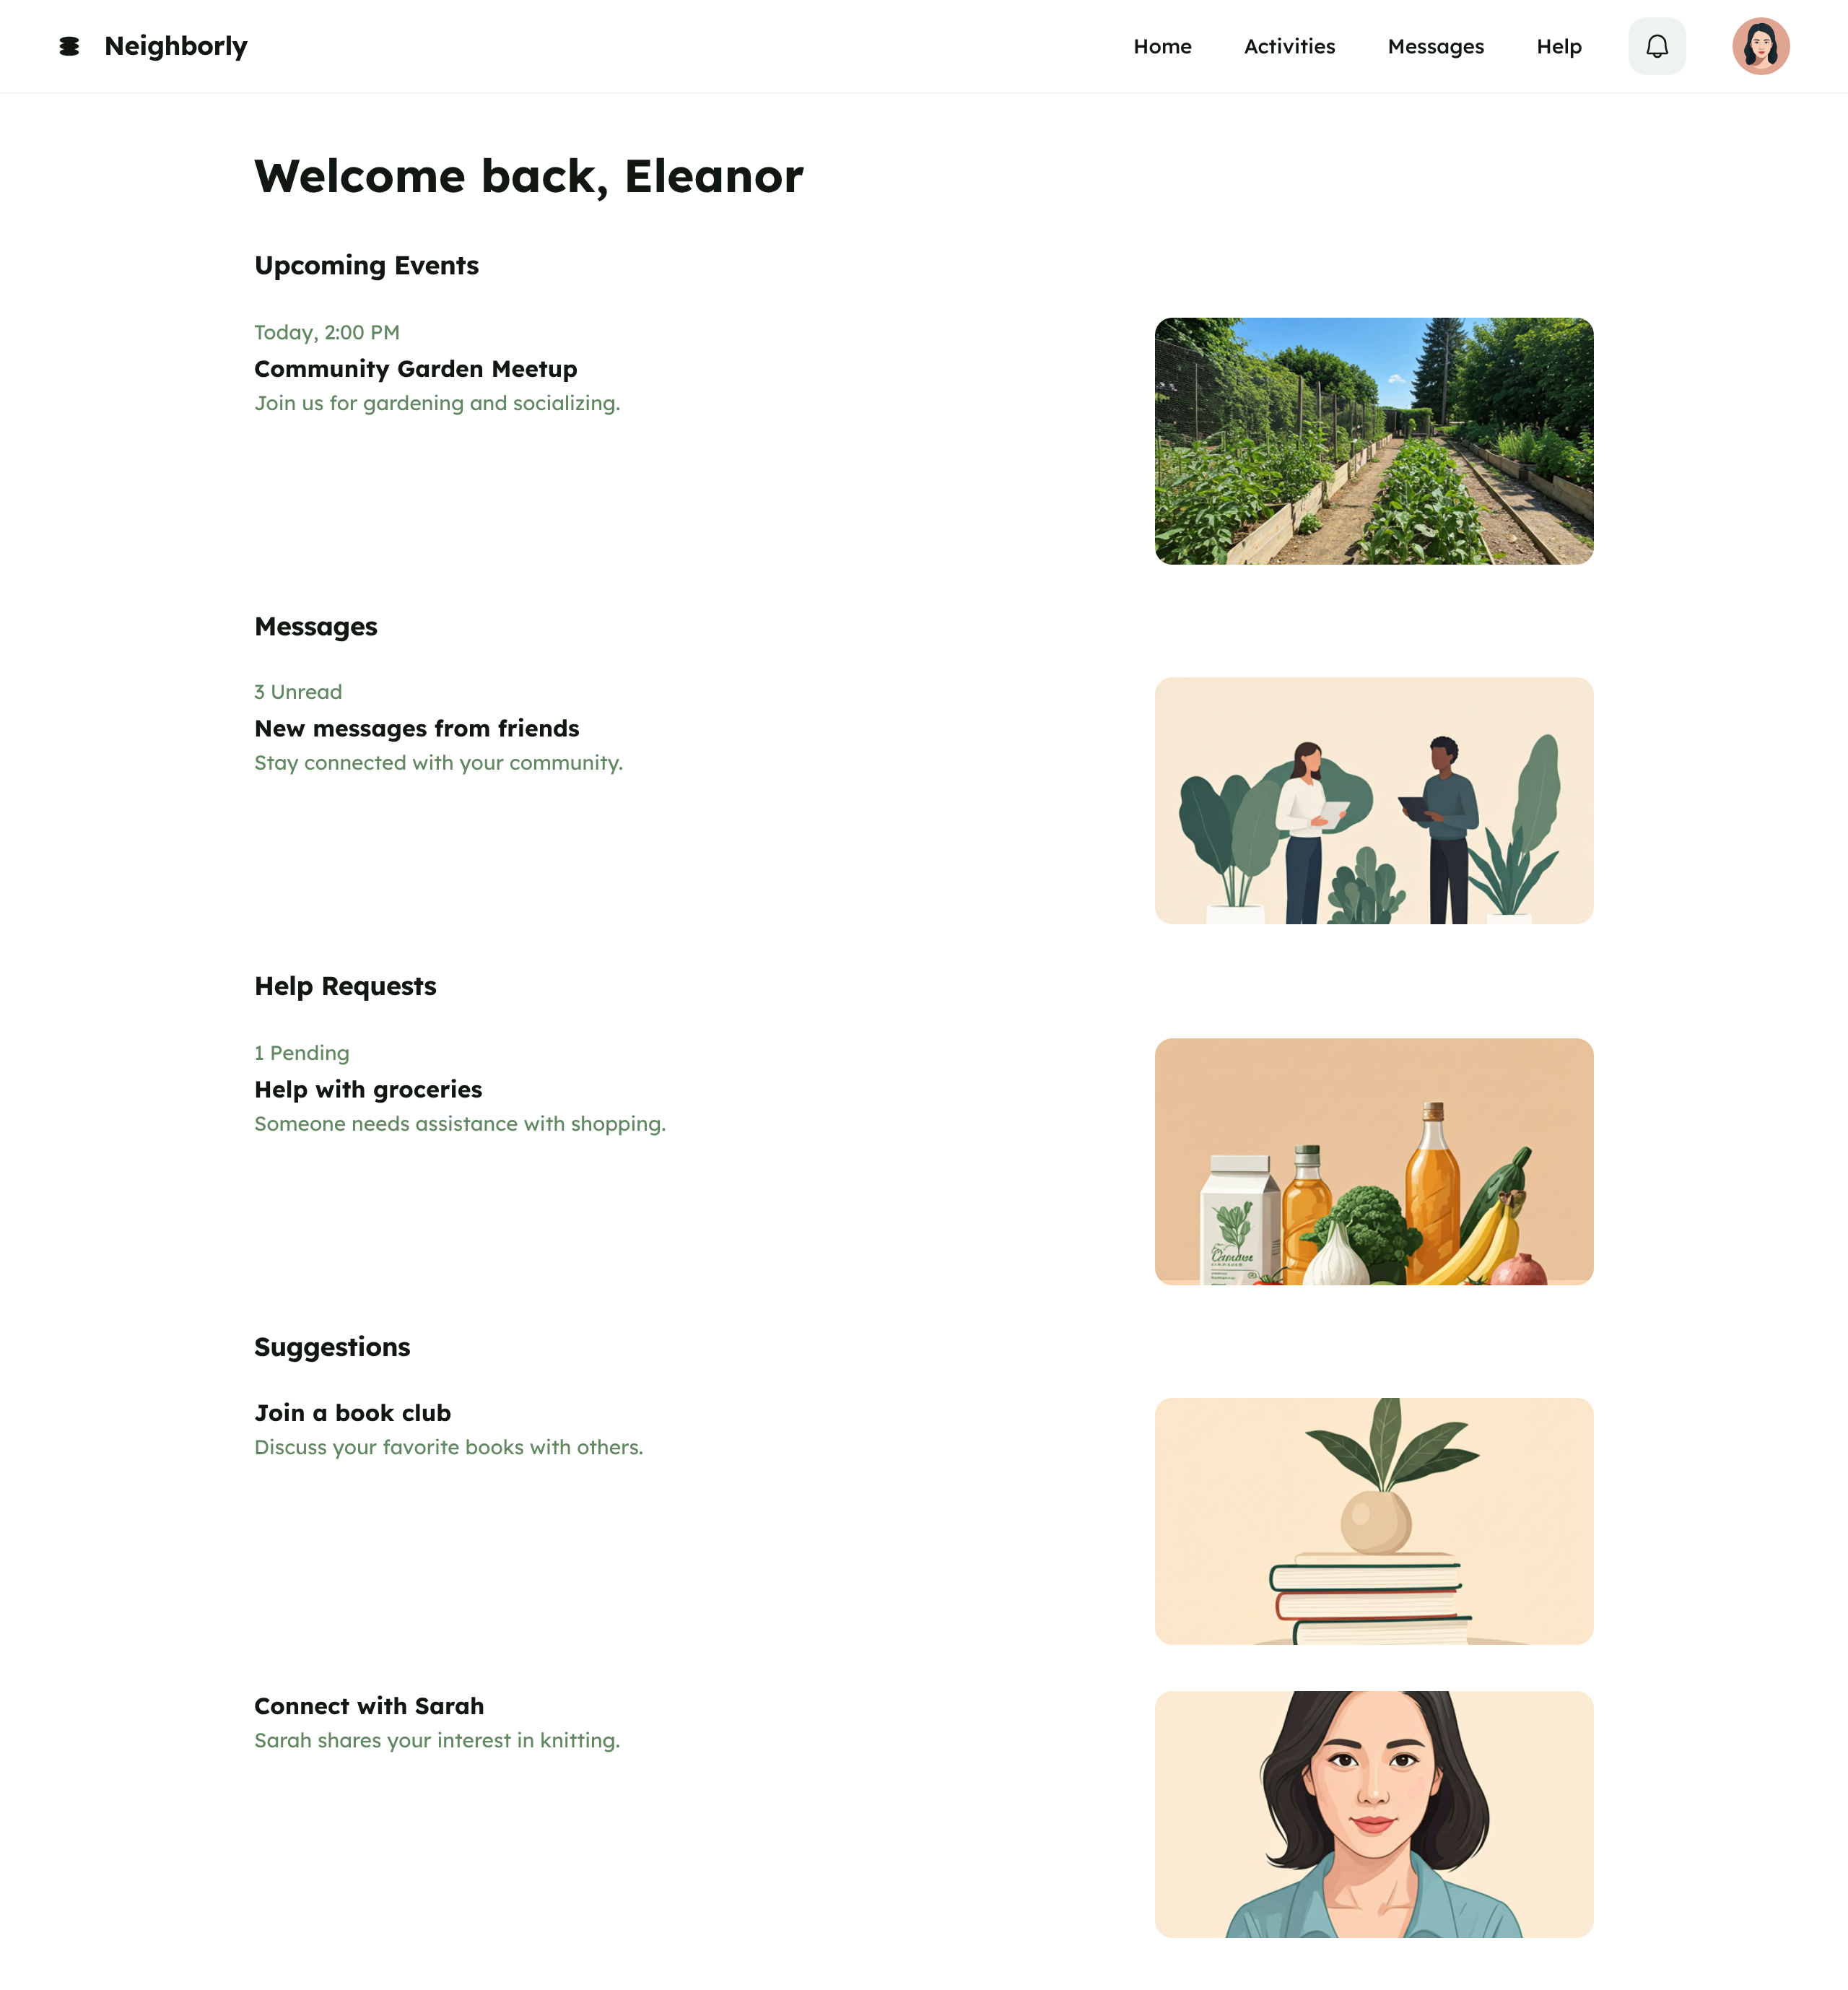 Neighborly
Home
Activities
Messages
Help
Welcome back, Eleanor
Upcoming Events
Today, 2:00 PM
Community Garden Meetup
Join us for gardening and socializing.
Messages
3 Unread
New messages from friends
Stay connected with your community.
Help Requests
1 Pending
Help with groceries
Someone needs assistance with shopping.
Suggestions
Join a book club
Discuss your favorite books with others.
Connect with Sarah
Sarah shares your interest in knitting.